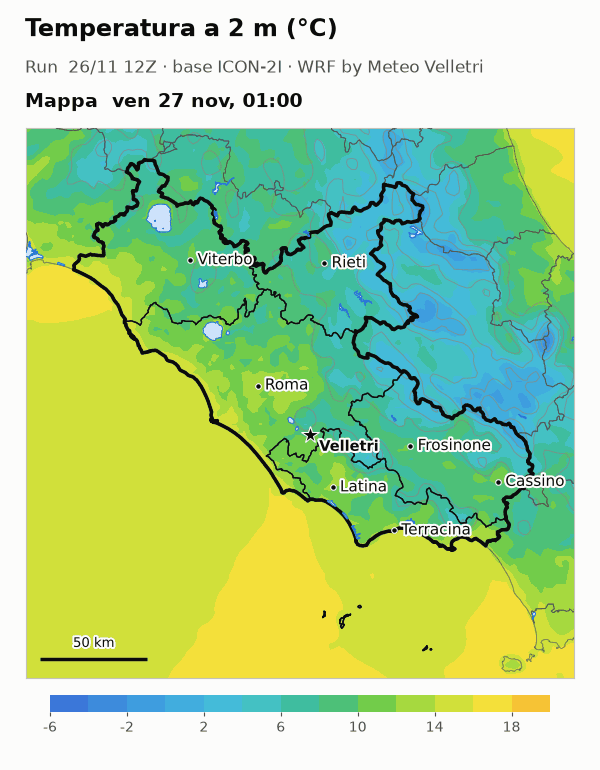 Temperatura a 2 m (°C)
Run  26/11 12Z · base ICON-2I · WRF by Meteo Velletri
Mappa  ven 27 nov, 01:00
Viterbo
Rieti
Roma
Velletri
Frosinone
Cassino
Latina
Terracina
50 km
-6 -2 2 6 10 14 18